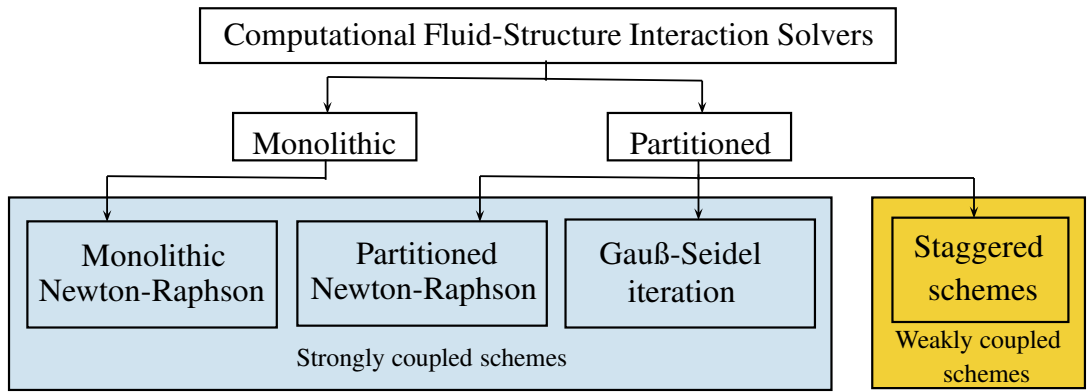 Computational Fluid-Structure Interaction Solvers
Monolithic
Partitioned
Monolithic
Newton-Raphson
Partitioned
Newton-Raphson
Gauß-Seidel
iteration
Staggered
schemes
Strongly coupled schemes
Weakly coupled
schemes